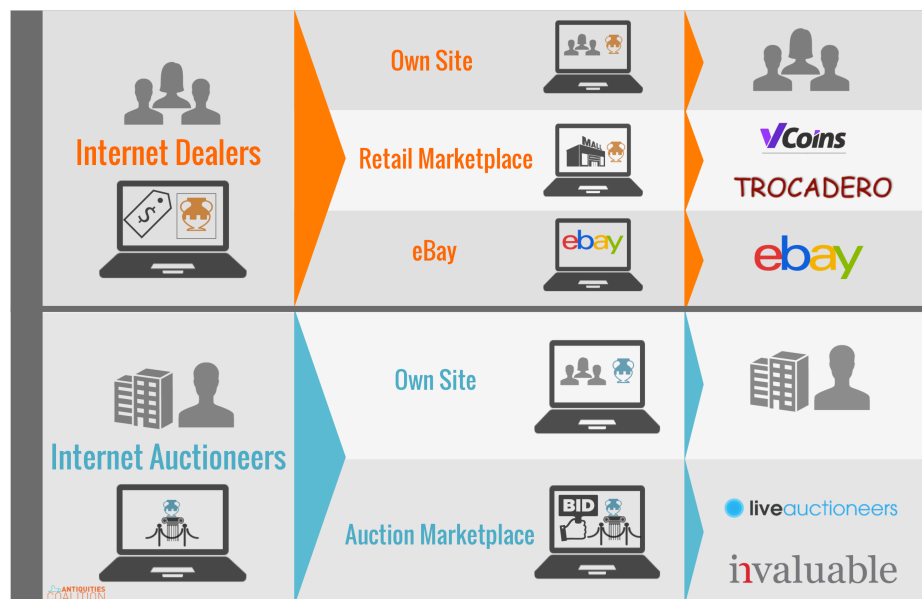 Own Site
Internet Dealers
$
Retail Marketplace
MALL
VCoins
TROCADERO
eBay
ebay
ebay
Own Site
Internet Auctioneers
Auction Marketplace
BID
liveauctioneers
invaluable
ANTIQUITIES
COALITION